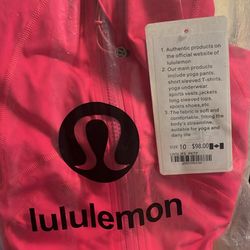 1. Authentic products on
the official website of
lululemon
2. Our main products
include yoga pants,
short sleeved T-shirts,
yoga underwear,
sports vests, jackets
long sleeved tops,
sports shoes, etc
3. The fabric is soft and
comfortable, fitting the
body's streamline,
suitable for yoga and
daily life
SIZE 10 $98.00
lululemon